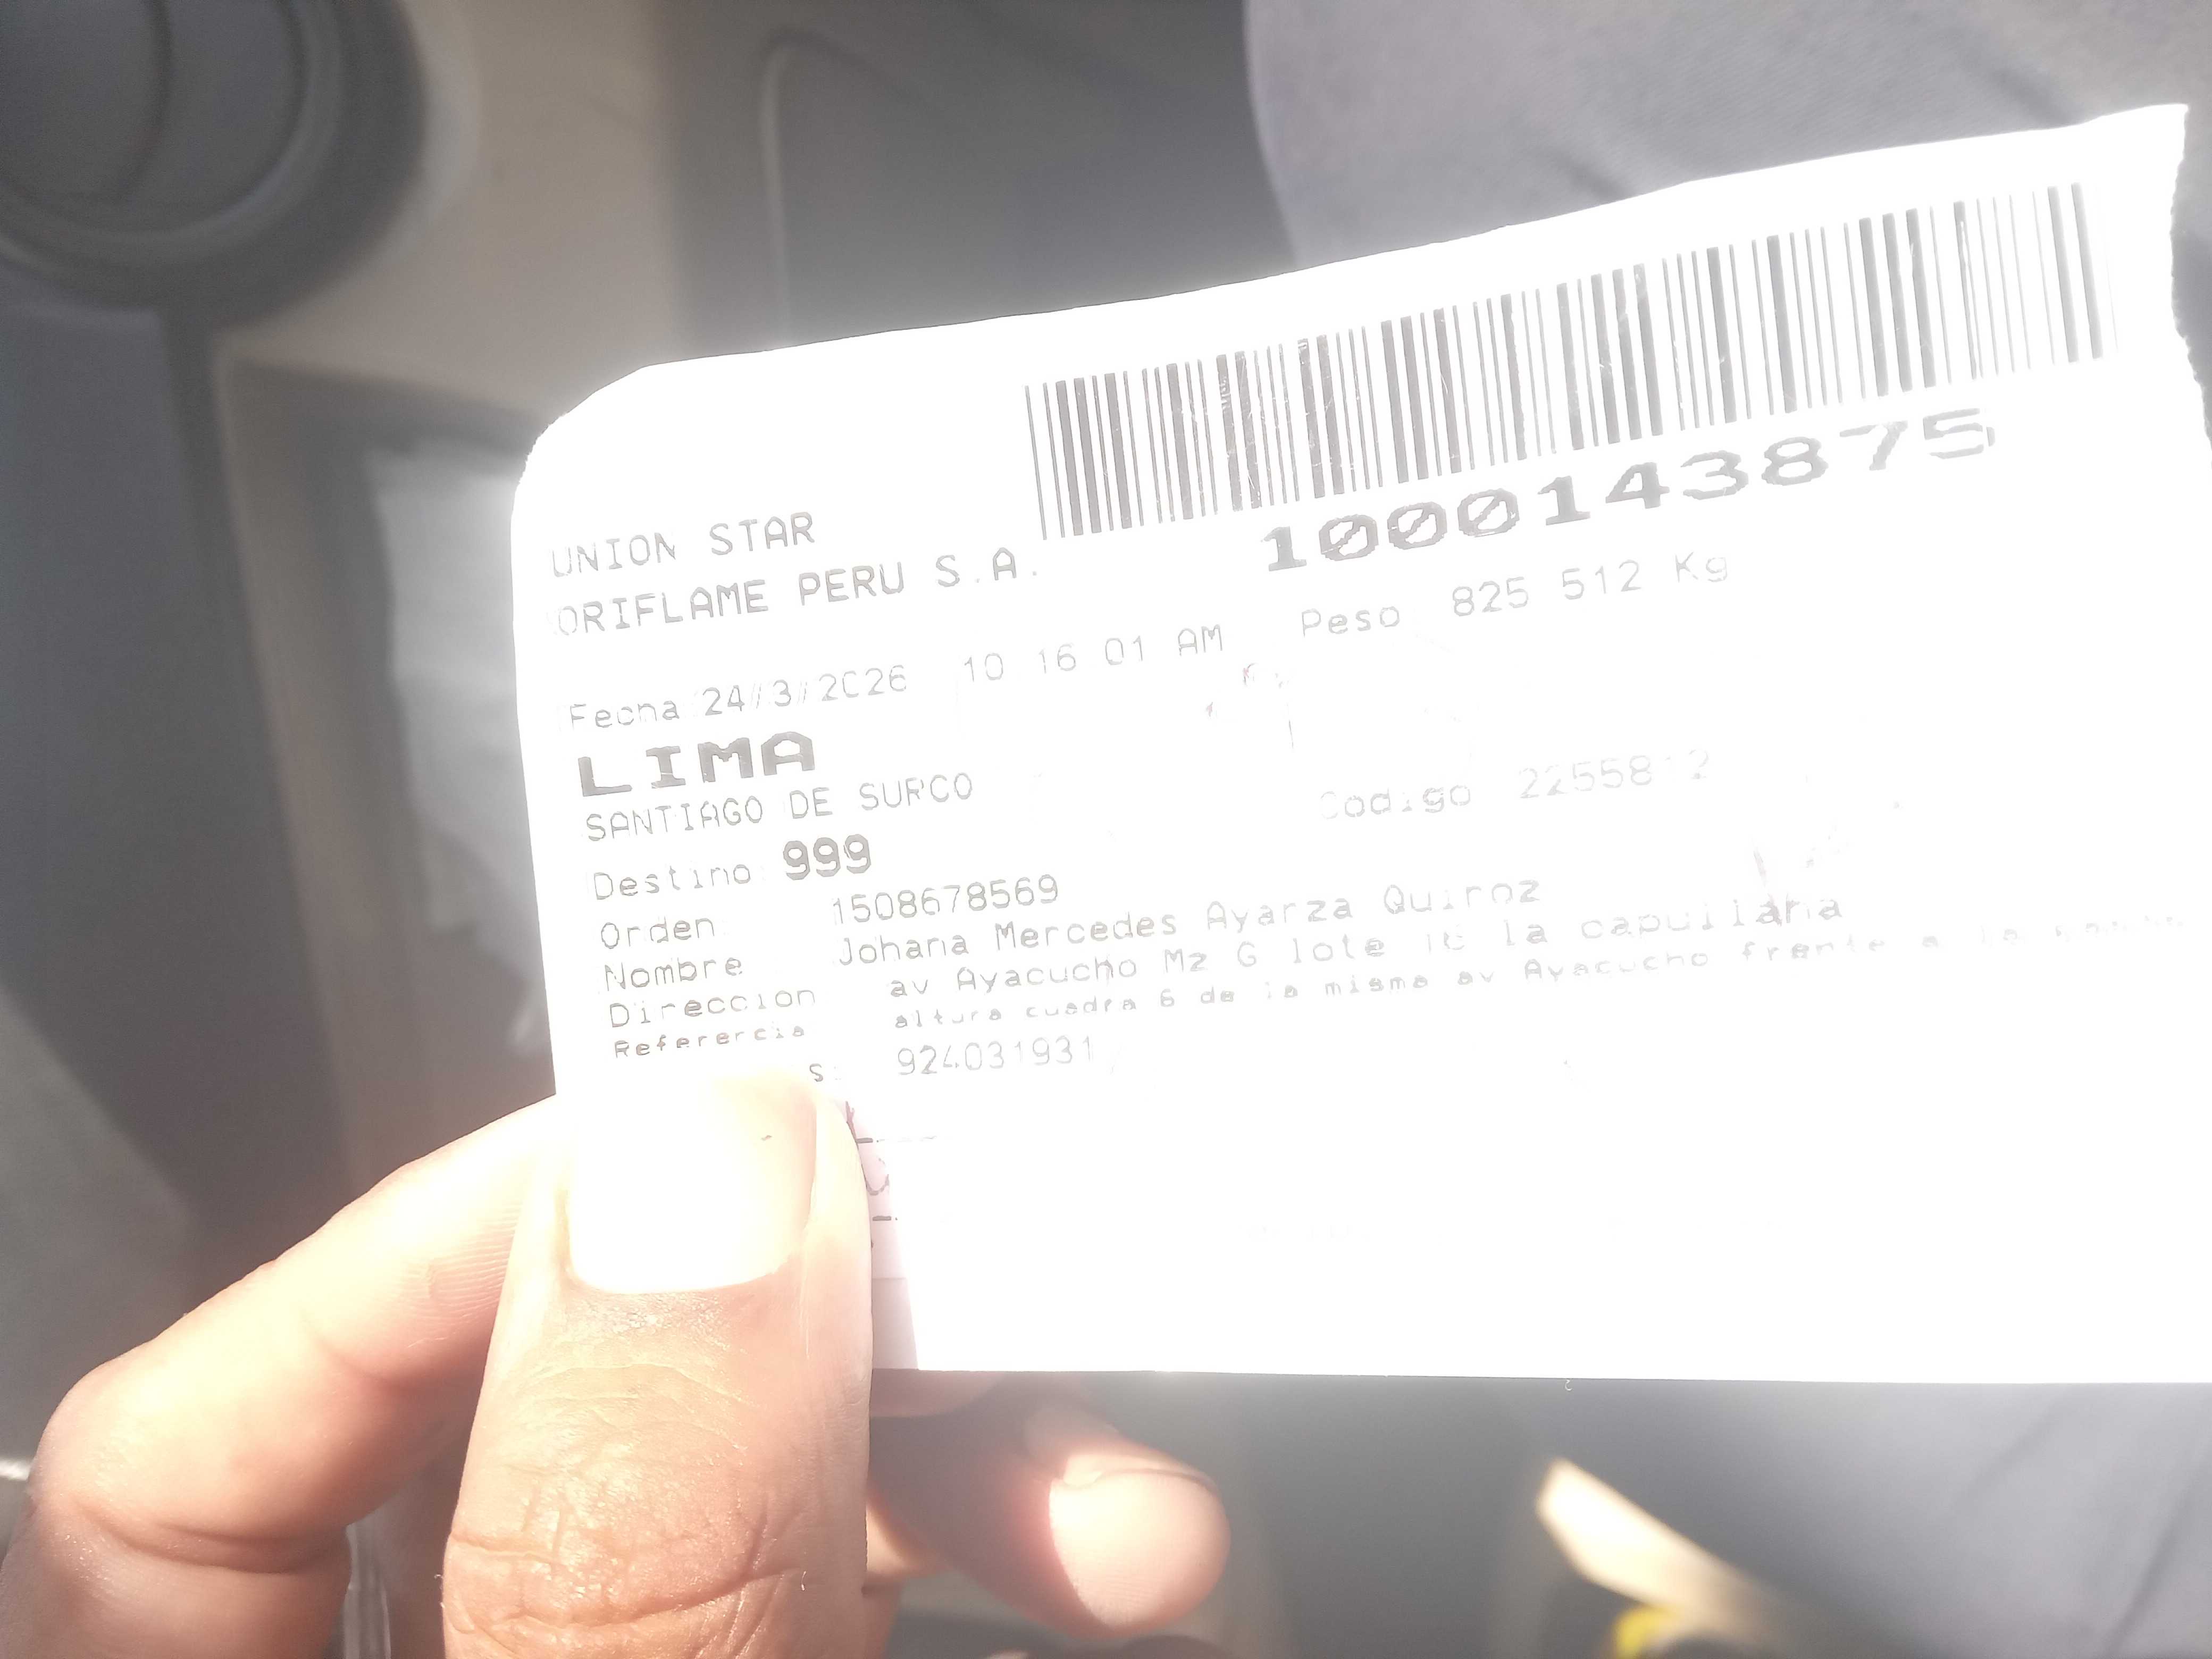 1000143875
UNION STAR
ORIFLAME PERU S.A.
Peso 825 512 Kg
Fecha 24/3/2026 10 16 01 AM
LIMA
SANTIAGO DE SURCO
Codigo
Destino: 999
Orden 1508678569
Nombre Johana Mercedes Ayarza Quiroz
Direccion av Ayacucho Mz G lote la capullana
Referencia altura cuadra 6 de la misma av Ayacucho frente a la
s: 924031931